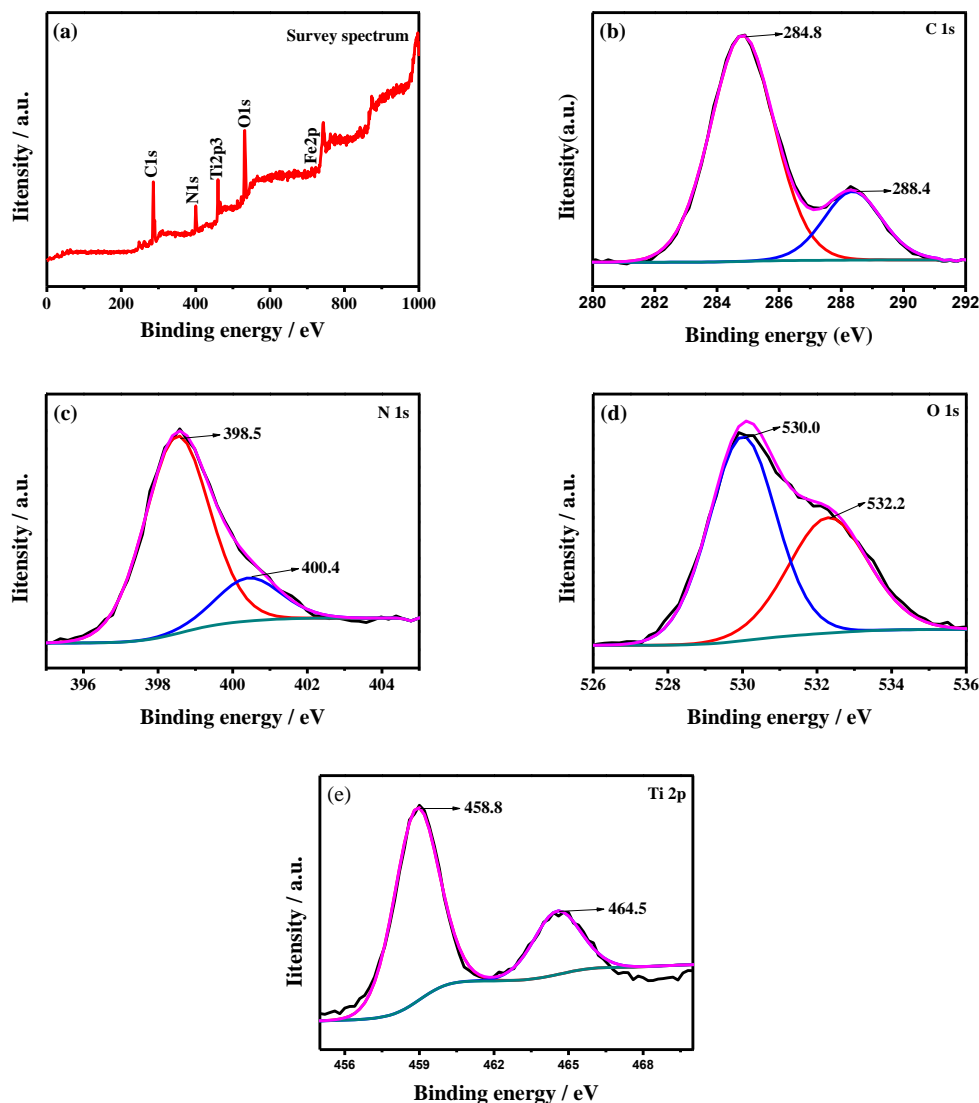 (a)
Survey spectrum
C1s
N1s
Ti2p3
O1s
Fe2p
Iitensity / a.u.
0 200 400 600 800 1000
Binding energy / eV
(b)
C 1s
284.8
288.4
Iitensity(a.u.)
280 282 284 286 288 290 292
Binding energy (eV)
(c)
N 1s
398.5
400.4
Iitensity / a.u.
396 398 400 402 404
Binding energy / eV
(d)
O 1s
530.0
532.2
Iitensity / a.u.
526 528 530 532 534 536
Binding energy / eV
(e)
Ti 2p
458.8
464.5
Iitensity / a.u.
456 459 462 465 468
Binding energy / eV